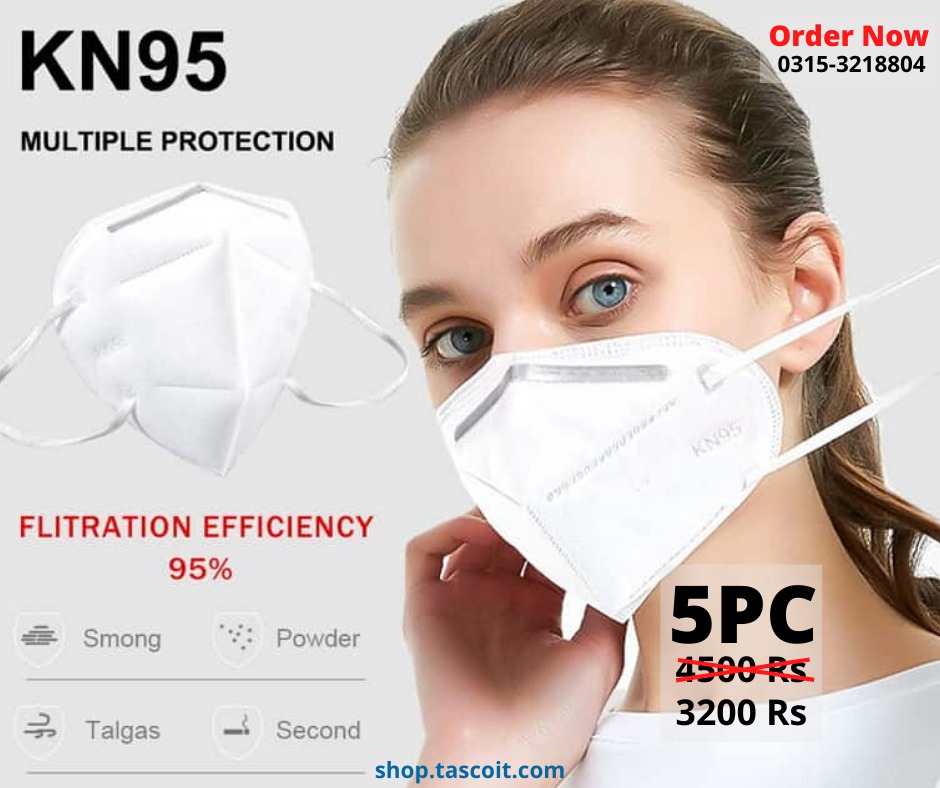 KN95
MULTIPLE PROTECTION
Order Now
0315-3218804
KN95
FLITRATION EFFICIENCY
95%
Smong
Powder
Talgas
Second
5PC
4500 Rs
3200 Rs
shop.tascoit.com